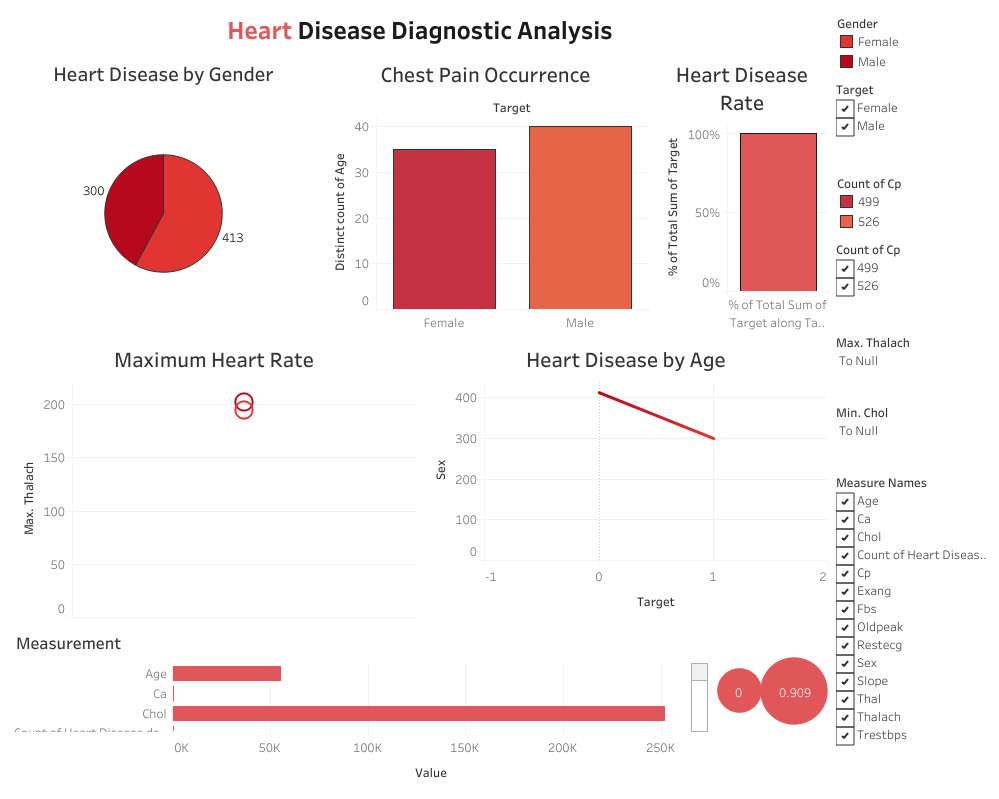 Heart Disease Diagnostic Analysis
Heart Disease by Gender
300
413
Chest Pain Occurrence
Target
Distinct count of Age
40
30
20
10
0
Female
Male
Heart Disease
Rate
% of Total Sum of Target
100%
50%
0%
% of Total Sum of
Target along Ta..
Gender
Female
Male
Target
Female
Male
Count of Cp
499
526
Count of Cp
499
526
Max. Thalach
To Null
Min. Chol
To Null
Measure Names
Age
Ca
Chol
Count of Heart Diseas..
Cp
Exang
Fbs
Oldpeak
Restecg
Sex
Slope
Thal
Thalach
Trestbps
Maximum Heart Rate
Max. Thalach
200
150
100
50
0
Heart Disease by Age
Sex
400
300
200
100
0
-1
0
1
2
Target
Measurement
Age
Ca
Chol
Count of Heart Disease da..
0K
50K
100K
150K
200K
250K
Value
0
0.909